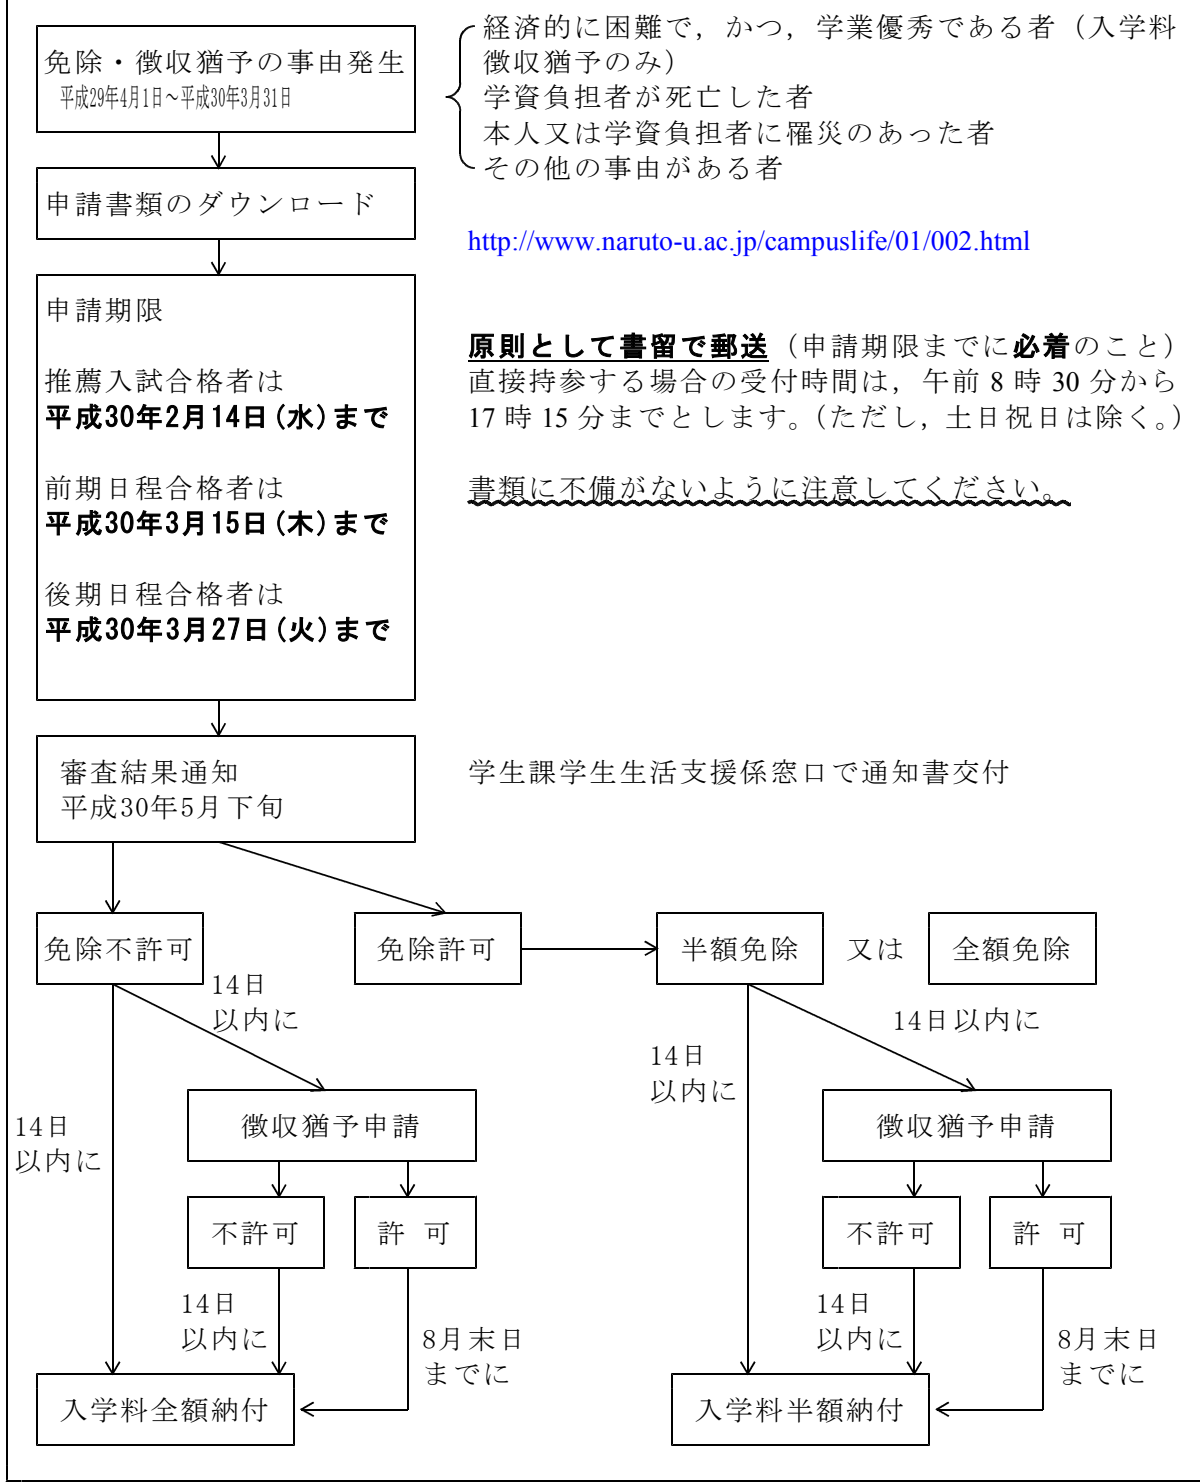 免除・徴収猶予の事由発生
平成29年4月1日～平成30年3月31日
経済的に困難で，かつ，学業優秀である者（入学料
徴収猶予のみ）
学資負担者が死亡した者
本人又は学資負担者に罹災のあった者
その他の事由がある者
申請書類のダウンロード
http://www.naruto-u.ac.jp/campuslife/01/002.html
申請期限
推薦入試合格者は
平成30年2月14日(水)まで
前期日程合格者は
平成30年3月15日(木)まで
後期日程合格者は
平成30年3月27日(火)まで
原則として書留で郵送（申請期限までに必着のこと）
直接持参する場合の受付時間は，午前 8 時 30 分から
17 時 15 分までとします。（ただし，土日祝日は除く。）
書類に不備がないように注意してください。
審査結果通知
平成30年5月下旬
学生課学生生活支援係窓口で通知書交付
免除不許可
免除許可
半額免除
又は
全額免除
14日
以内に
14日以内に
14日
以内に
14日
以内に
徴収猶予申請
徴収猶予申請
不許可
許 可
不許可
許 可
14日
以内に
8月末日
までに
14日
以内に
8月末日
までに
入学料全額納付
入学料半額納付